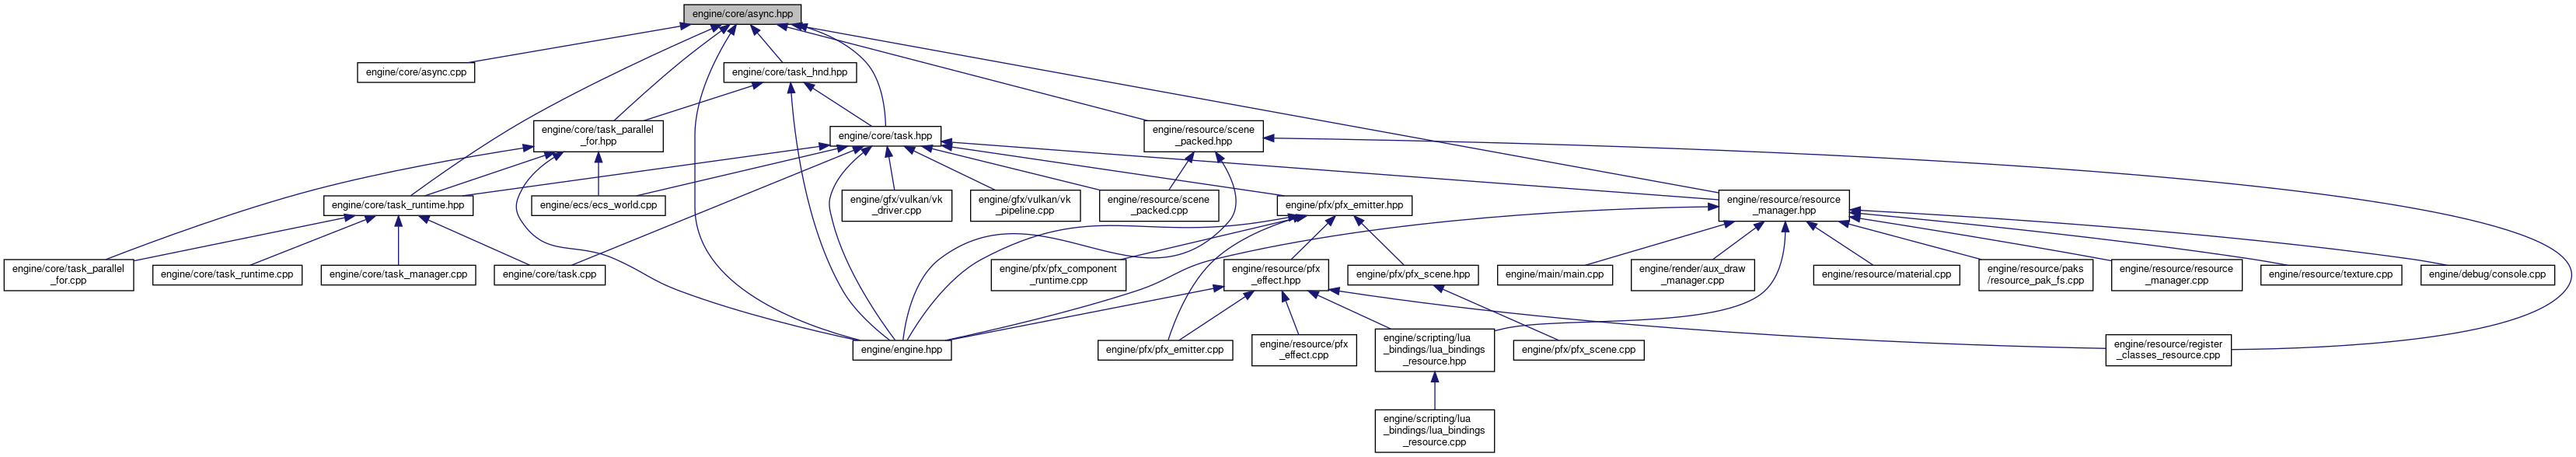 engine/core/async.hpp
engine/core/async.cpp
engine/core/task_hnd.hpp
engine/core/task_parallel
_for.hpp
engine/core/task.hpp
engine/resource/scene
_packed.hpp
engine/core/task_runtime.hpp
engine/ecs/ecs_world.cpp
engine/gfx/vulkan/vk
_driver.cpp
engine/gfx/vulkan/vk
_pipeline.cpp
engine/resource/scene
_packed.cpp
engine/pfx/pfx_emitter.hpp
engine/resource/resource
_manager.hpp
engine/core/task_parallel
_for.cpp
engine/core/task_runtime.cpp
engine/core/task_manager.cpp
engine/core/task.cpp
engine/pfx/pfx_component
_runtime.cpp
engine/resource/pfx
_effect.hpp
engine/pfx/pfx_scene.hpp
engine/main/main.cpp
engine/render/aux_draw
_manager.cpp
engine/resource/material.cpp
engine/resource/paks
/resource_pak_fs.cpp
engine/resource/resource
_manager.cpp
engine/resource/texture.cpp
engine/debug/console.cpp
engine/engine.hpp
engine/pfx/pfx_emitter.cpp
engine/resource/pfx
_effect.cpp
engine/scripting/lua
_bindings/lua_bindings
_resource.hpp
engine/pfx/pfx_scene.cpp
engine/resource/register
_classes_resource.cpp
engine/scripting/lua
_bindings/lua_bindings
_resource.cpp